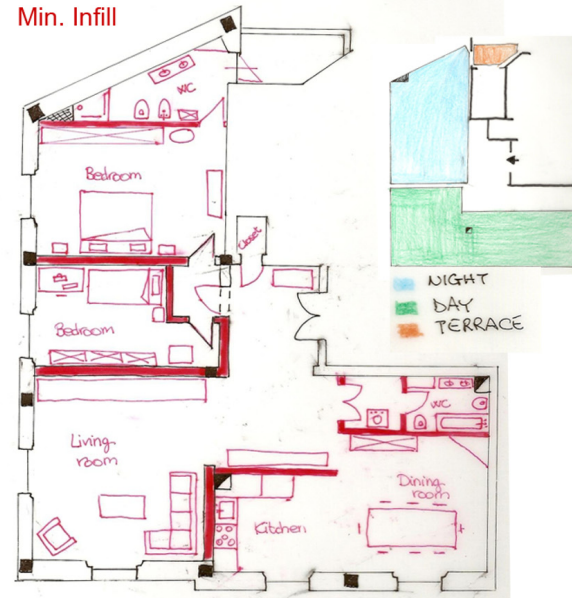 Min. Infill
WC
Bedroom
Closet
Bedroom
WC
Living
room
Dining
room
Kitchen
NIGHT
DAY
TERRACE